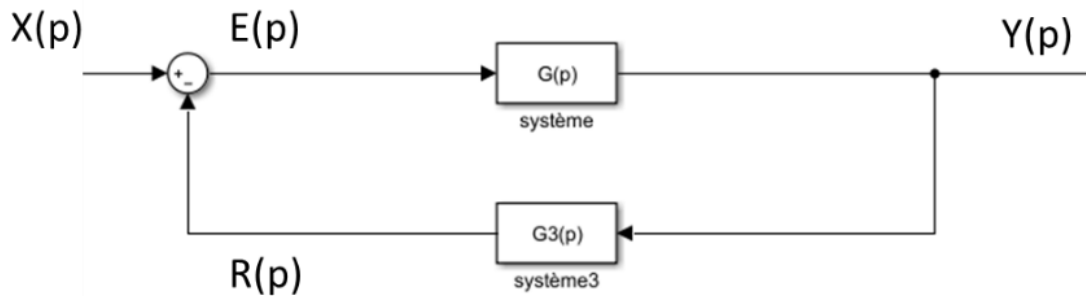 X(p)
E(p)
Y(p)
+
−
G(p)
système
G3(p)
système3
R(p)